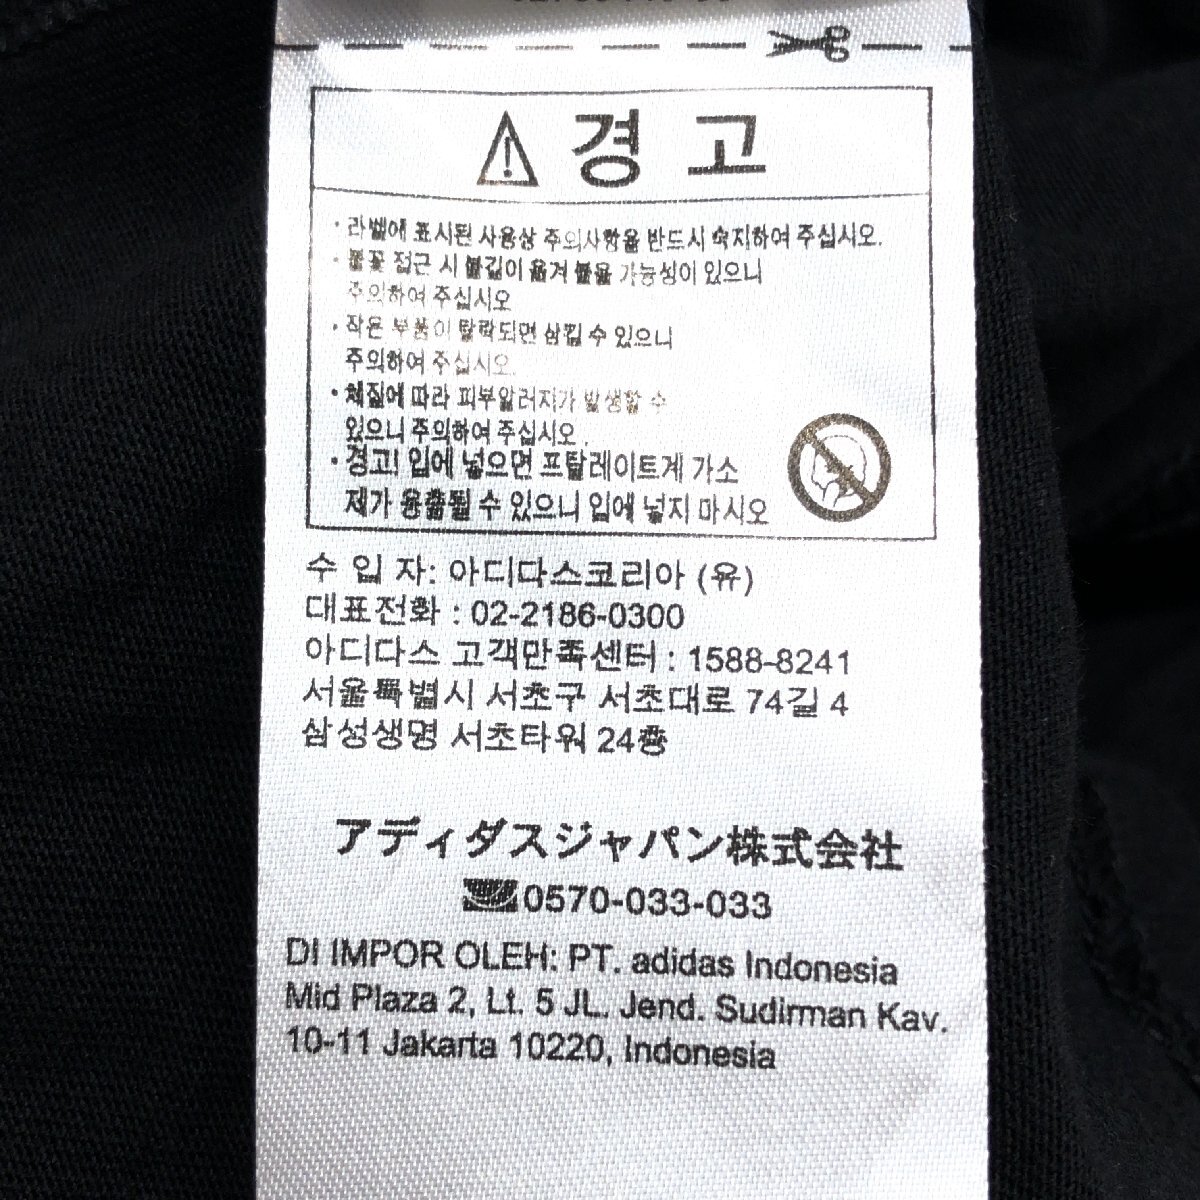 ⚠ 경 고
· 라벨에 표시된 사용상 주의사항을 반드시 숙지하여 주십시오.
· 불꽃 접근 시 불길이 옮겨 붙을 가능성이 있으니
주의하여 주십시오
· 작은 부품이 탈락되면 삼킬 수 있으니
주의하여 주십시오.
· 체질에 따라 피부알러지가 발생할 수
있으니 주의하여 주십시오.
· 경고! 입에 넣으면 프탈레이트계 가소
제가 용출될 수 있으니 입에 넣지 마시오
수 입 자: 아디다스코리아 (유)
대표전화 : 02-2186-0300
아디다스 고객만족센터 : 1588-8241
서울특별시 서초구 서초대로 74길 4
삼성생명 서초타워 24층
アディダスジャパン株式会社
0570-033-033
DI IMPOR OLEH: PT. adidas Indonesia
Mid Plaza 2, Lt. 5 JL. Jend. Sudirman Kav.
10-11 Jakarta 10220, Indonesia